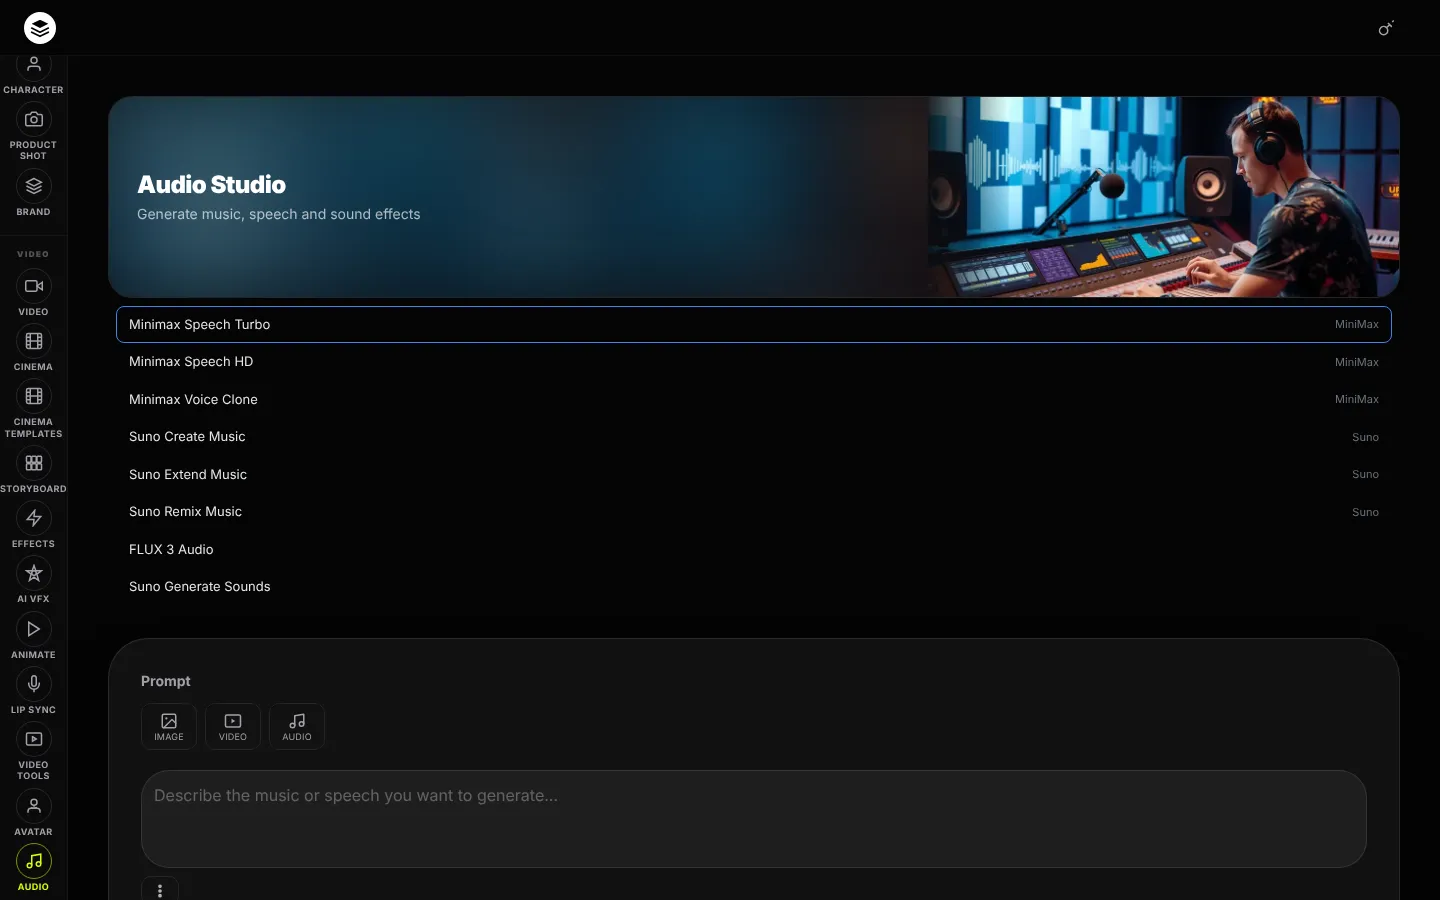 CHARACTER
PRODUCT
SHOT
BRAND
VIDEO
VIDEO
CINEMA
CINEMA
TEMPLATES
STORYBOARD
EFFECTS
AI VFX
ANIMATE
LIP SYNC
VIDEO
TOOLS
AVATAR
AUDIO
Audio Studio
Generate music, speech and sound effects
Minimax Speech Turbo MiniMax
Minimax Speech HD MiniMax
Minimax Voice Clone MiniMax
Suno Create Music Suno
Suno Extend Music Suno
Suno Remix Music Suno
FLUX 3 Audio
Suno Generate Sounds
Prompt
IMAGE VIDEO AUDIO
Describe the music or speech you want to generate...